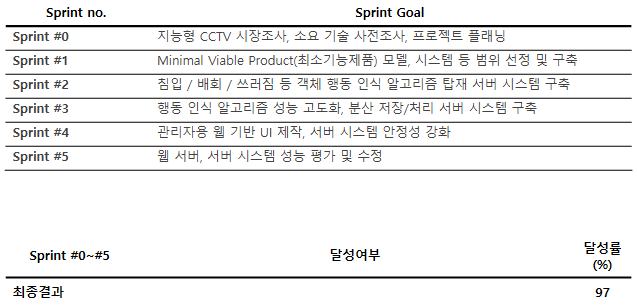 Sprint no. Sprint Goal
Sprint #0 지능형 CCTV 시장조사, 소요 기술 사전조사, 프로젝트 플래닝
Sprint #1 Minimal Viable Product(최소기능제품) 모델, 시스템 등 범위 선정 및 구축
Sprint #2 침입 / 배회 / 쓰러짐 등 객체 행동 인식 알고리즘 탑재 서버 시스템 구축
Sprint #3 행동 인식 알고리즘 성능 고도화, 분산 저장/처리 서버 시스템 구축
Sprint #4 관리자용 웹 기반 UI 제작, 서버 시스템 안정성 강화
Sprint #5 웹 서버, 서버 시스템 성능 평가 및 수정
Sprint #0~#5 달성여부 달성률
(%)
최종결과 97